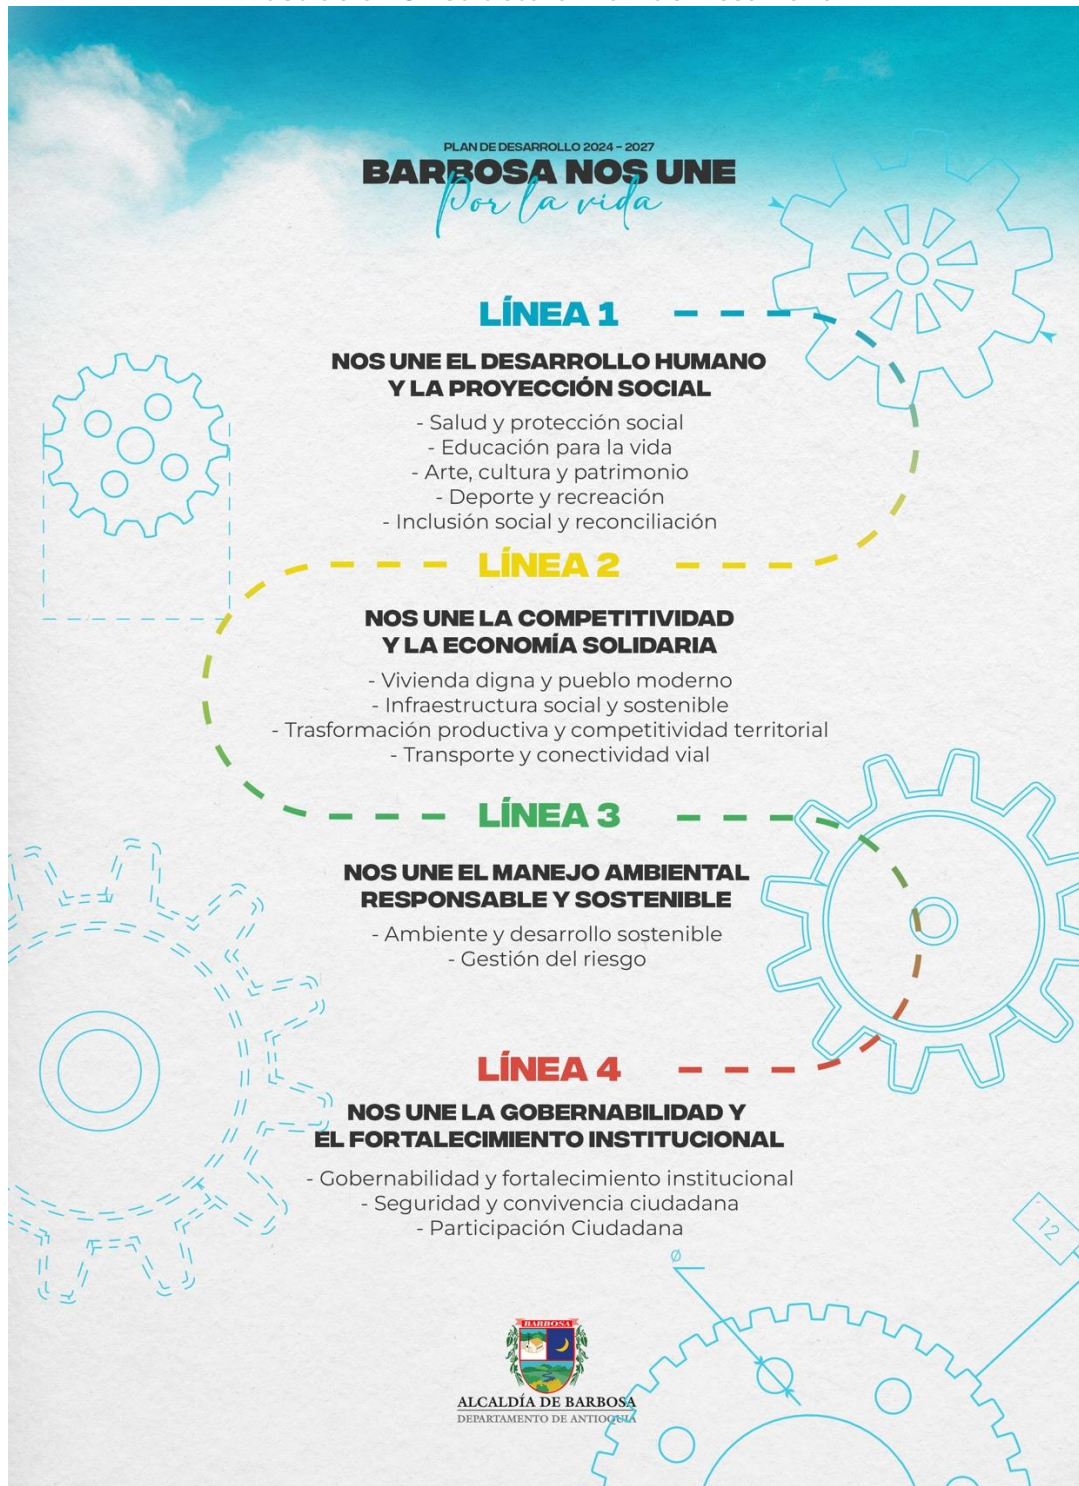 PLAN DE DESARROLLO 2024 - 2027
BARBOSA NOS UNE
Por la vida
LÍNEA 1
NOS UNE EL DESARROLLO HUMANO
Y LA PROYECCIÓN SOCIAL
- Salud y protección social
- Educación para la vida
- Arte, cultura y patrimonio
- Deporte y recreación
- Inclusión social y reconciliación
LÍNEA 2
NOS UNE LA COMPETITIVIDAD
Y LA ECONOMÍA SOLIDARIA
- Vivienda digna y pueblo moderno
- Infraestructura social y sostenible
- Trasformación productiva y competitividad territorial
- Transporte y conectividad vial
LÍNEA 3
NOS UNE EL MANEJO AMBIENTAL
RESPONSABLE Y SOSTENIBLE
- Ambiente y desarrollo sostenible
- Gestión del riesgo
LÍNEA 4
NOS UNE LA GOBERNABILIDAD Y
EL FORTALECIMIENTO INSTITUCIONAL
- Gobernabilidad y fortalecimiento institucional
- Seguridad y convivencia ciudadana
- Participación Ciudadana
12
Ø
BARBOSA
ALCALDÍA DE BARBOSA
DEPARTAMENTO DE ANTIOQUIA